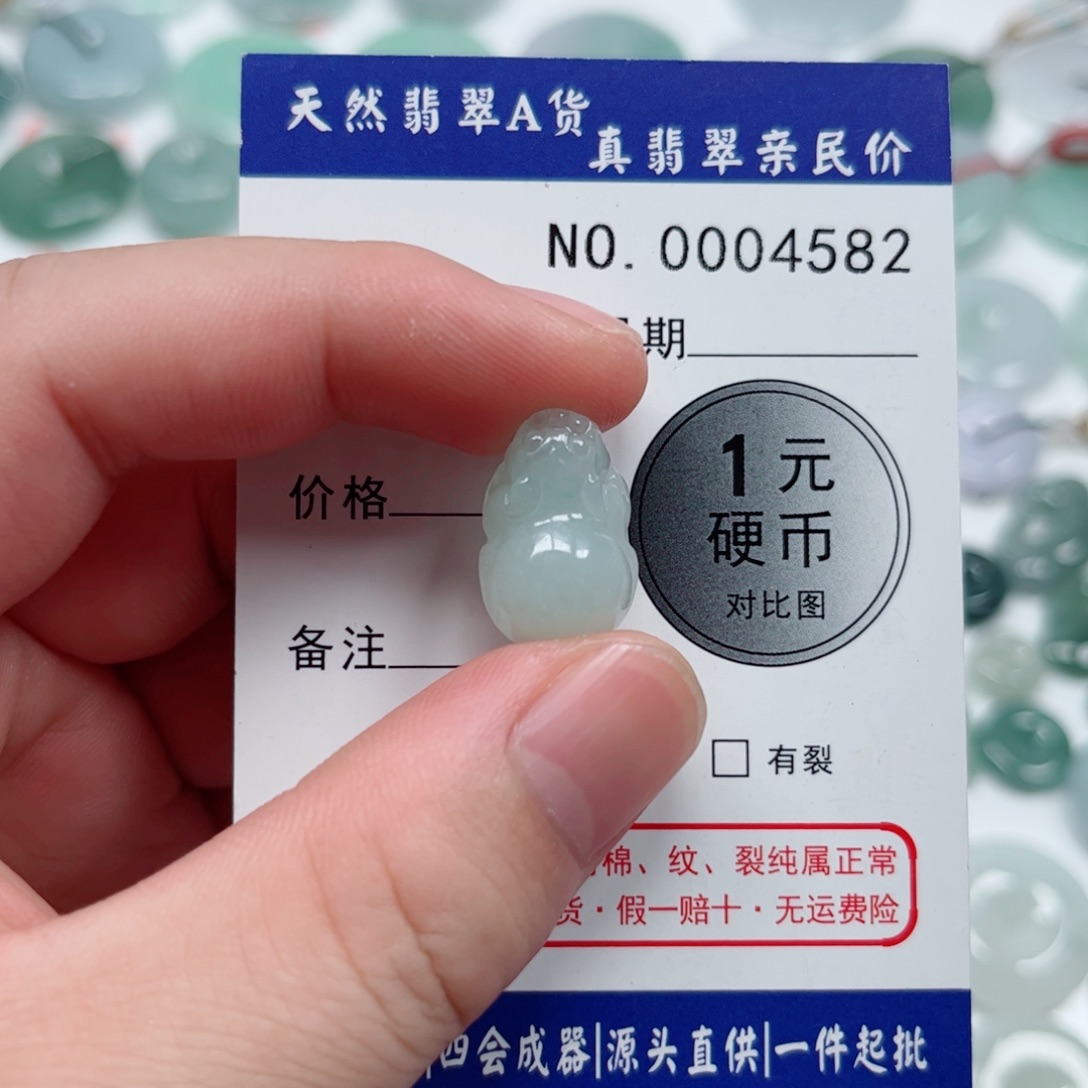 天然翡翠A货
真翡翠亲民价
NO. 0004582
期
价格
1元
硬币
对比图
备注
有裂
棉、纹、裂纯属正常
货·假一赔十·无运费险
四会成器|源头直供|一件起批